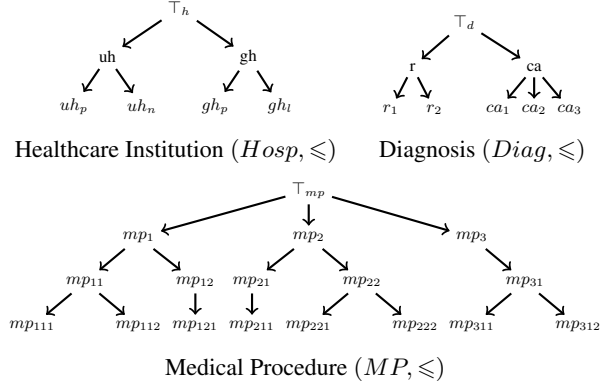 ⊤h ⊤d
uh gh r ca
uhp uhn ghp ghl r1 r2 ca1 ca2 ca3
Healthcare Institution (Hosp, ⩽) Diagnosis (Diag, ⩽)
⊤mp
mp1 mp2 mp3
mp11 mp12 mp21 mp22 mp31
mp111 mp112 mp121 mp211 mp221 mp222 mp311 mp312
Medical Procedure (MP, ⩽)